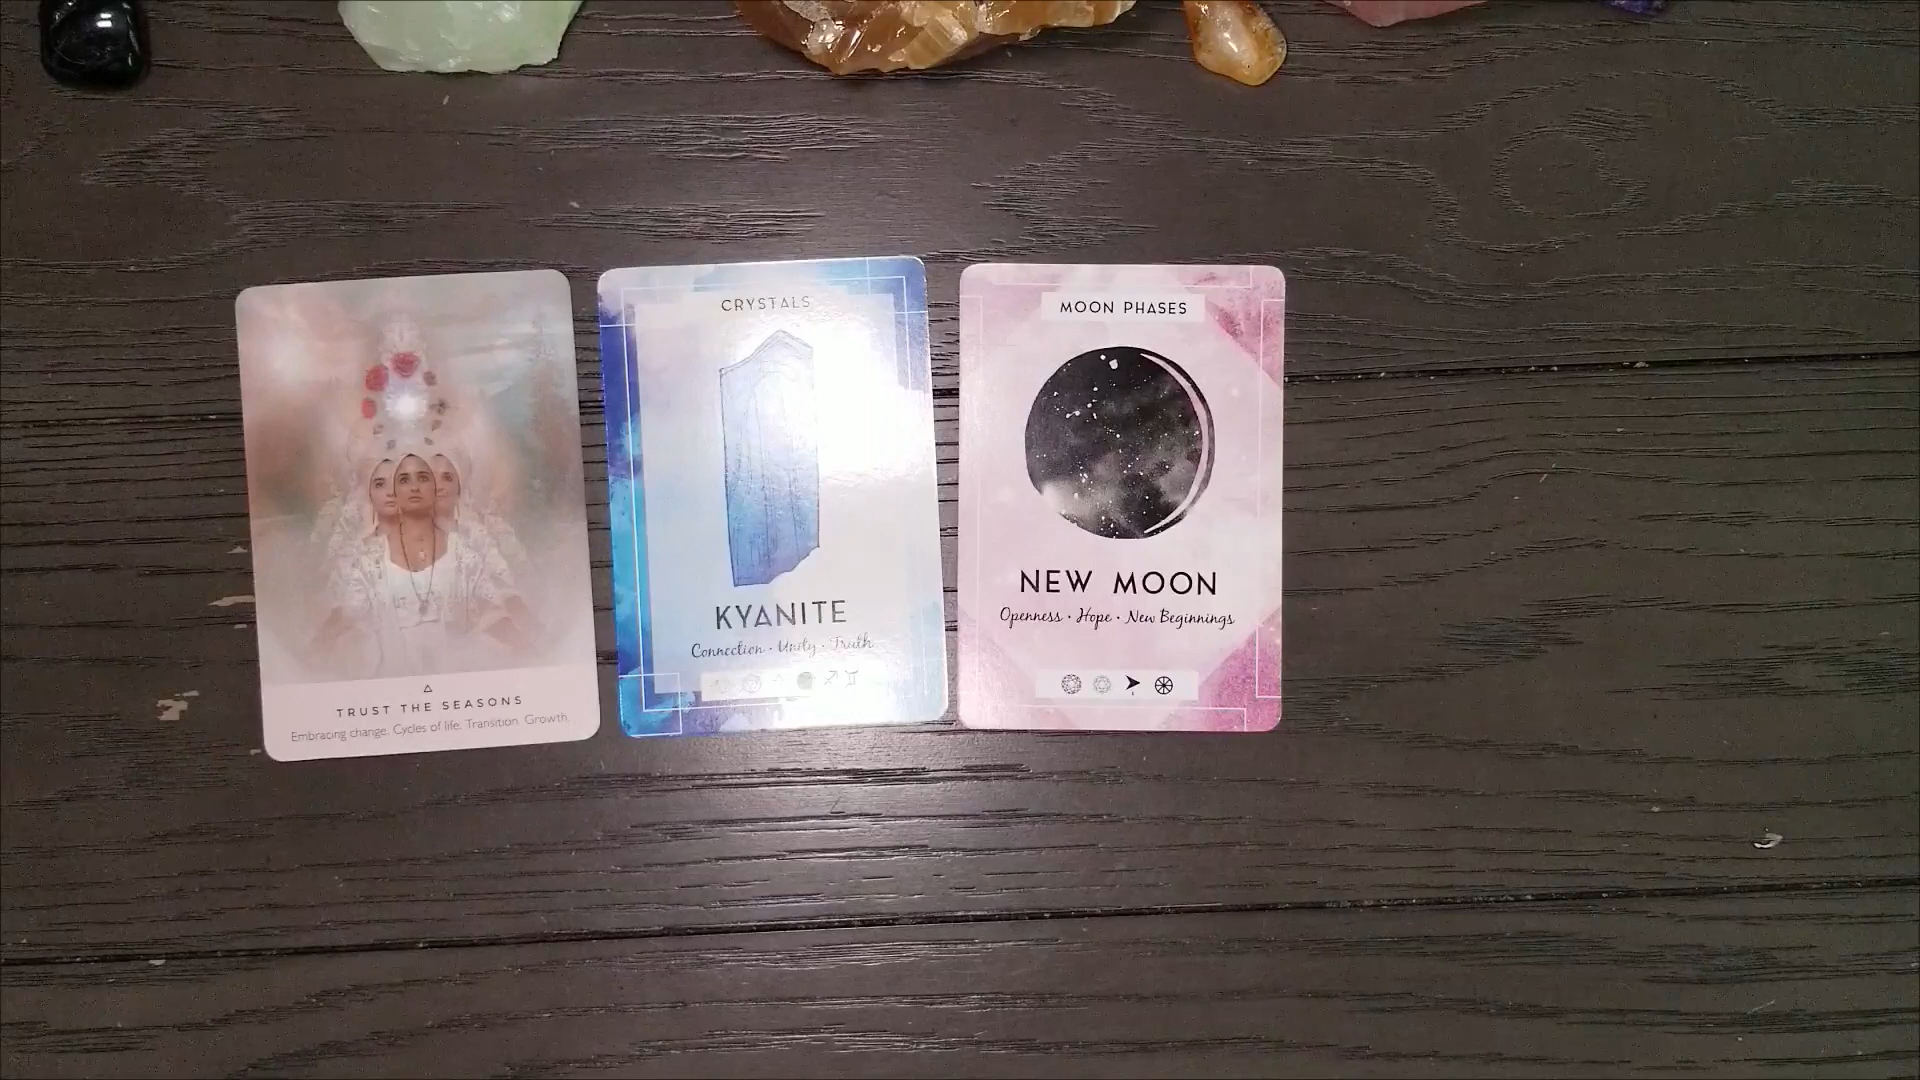 TRUST THE SEASONS
Embracing change. Cycles of life. Transition. Growth.
CRYSTALS
KYANITE
Connection · Unity · Truth
MOON PHASES
NEW MOON
Openness · Hope · New Beginnings